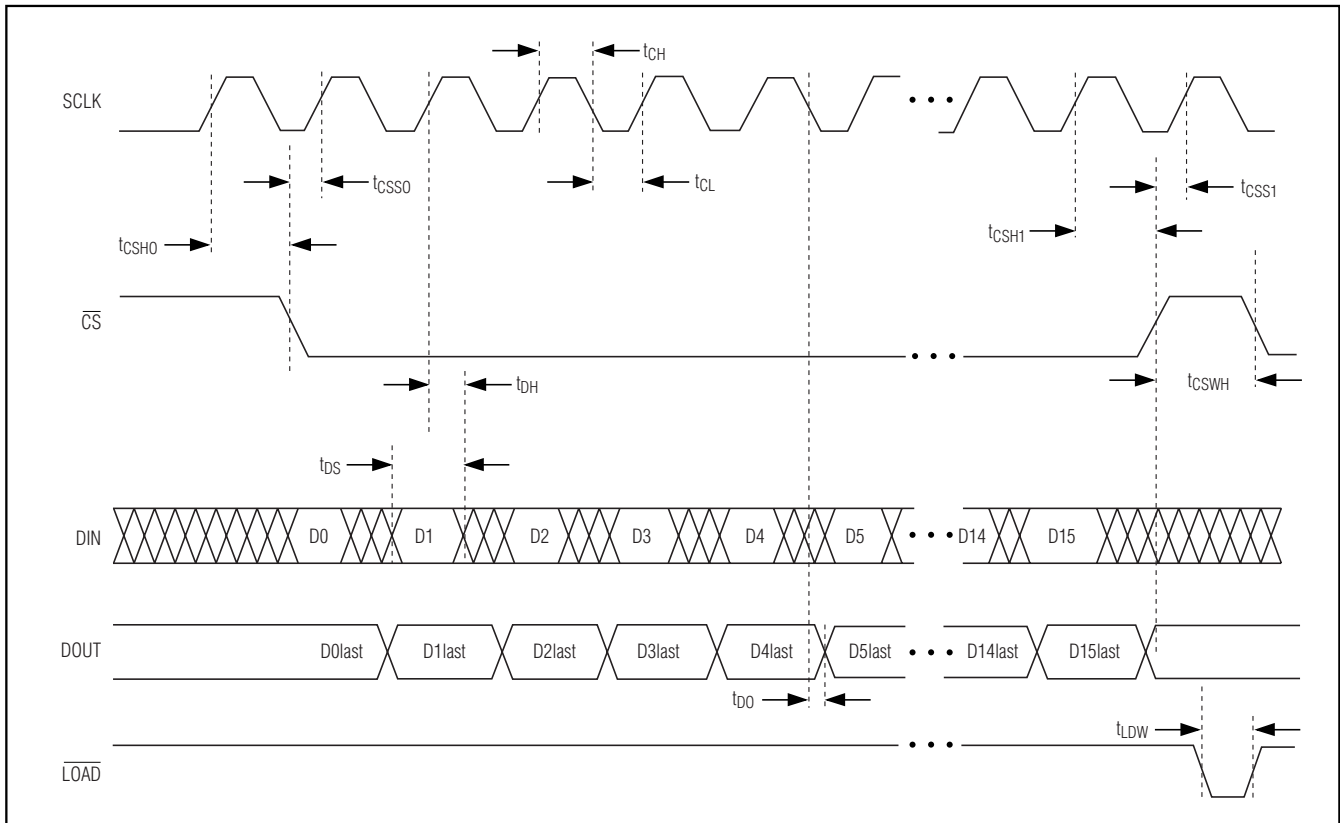 tCH
SCLK
tCSS0
tCL
tCSS1
tCSH0
tCSH1
CS
tDH
tCSWH
tDS
DIN
D0
D1
D2
D3
D4
D5
D14
D15
DOUT
D0last
D1last
D2last
D3last
D4last
D5last
D14last
D15last
tDO
tLDW
LOAD